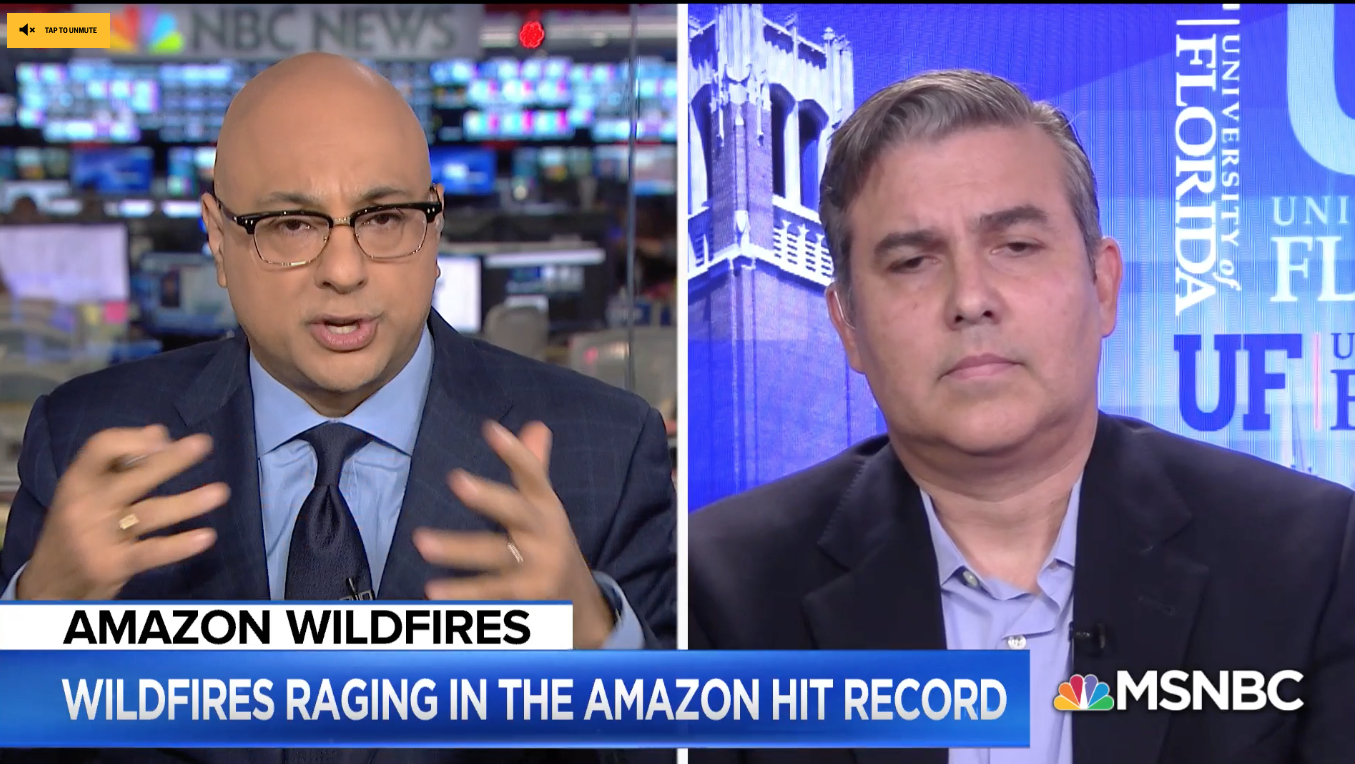 TAP TO UNMUTE
NBC NEWS
UNIVERSITY of
FLORIDA
UNI
FL
UF
AMAZON WILDFIRES
WILDFIRES RAGING IN THE AMAZON HIT RECORD
MSNBC